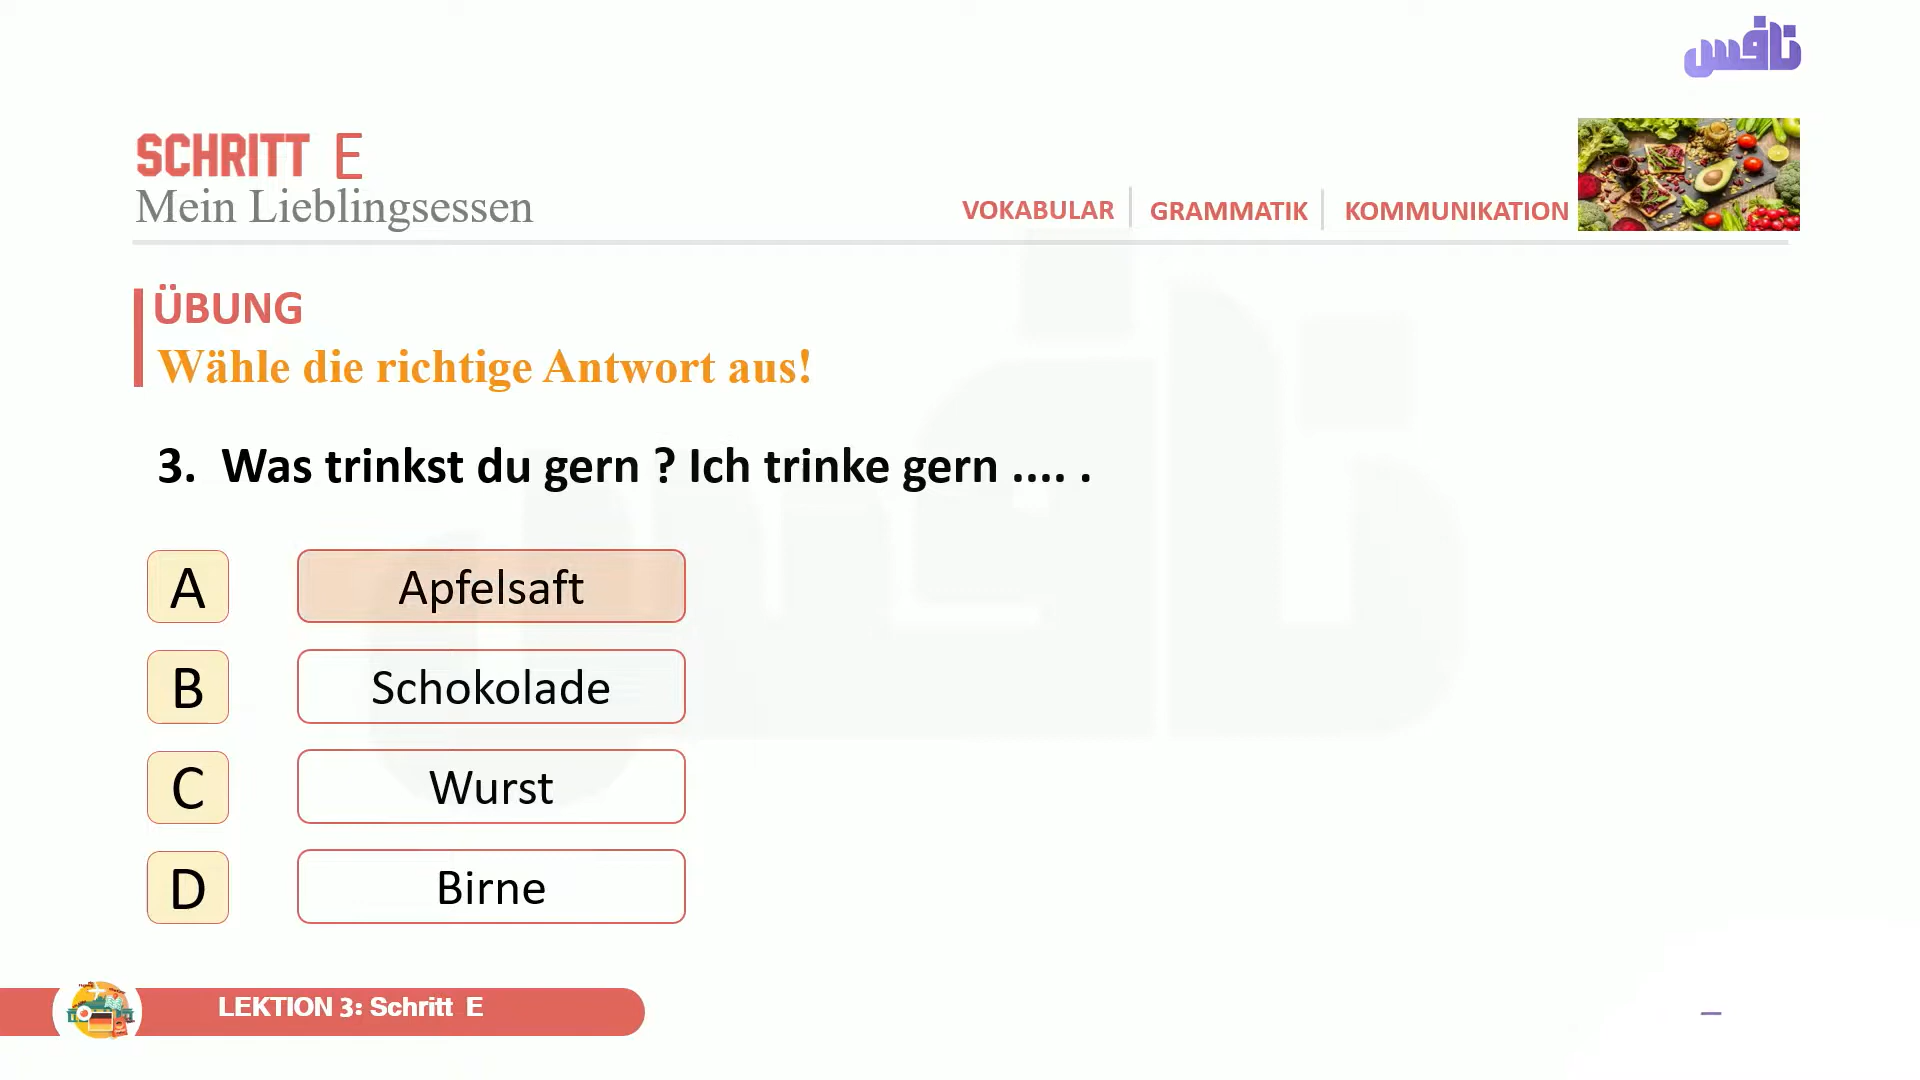 نافس
SCHRITT E
Mein Lieblingsessen
VOKABULAR
GRAMMATIK
KOMMUNIKATION
ÜBUNG
Wähle die richtige Antwort aus!
3. Was trinkst du gern ? Ich trinke gern .... .
A Apfelsaft
B Schokolade
C Wurst
D Birne
LEKTION 3: Schritt E